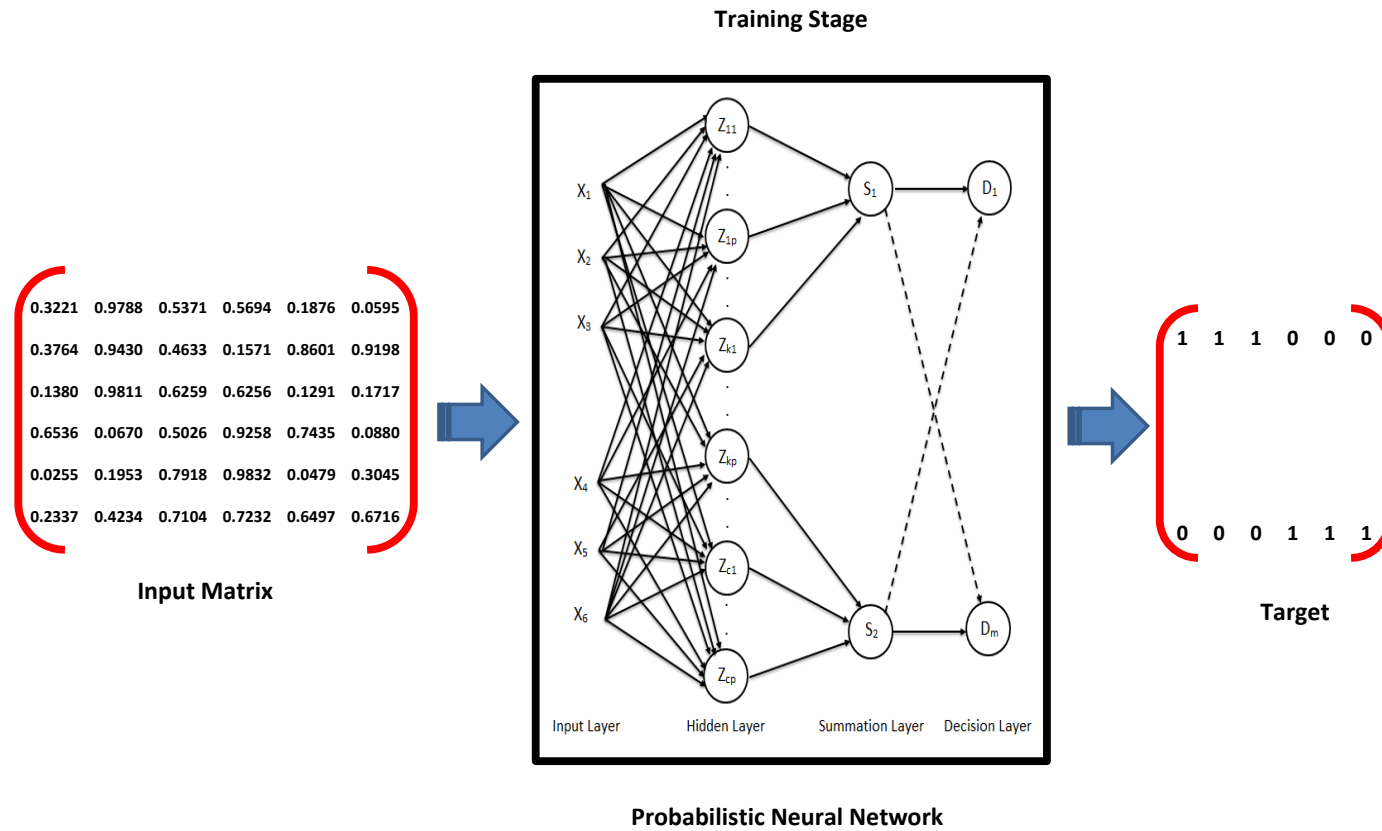 Training Stage
0.3221 0.9788 0.5371 0.5694 0.1876 0.0595
0.3764 0.9430 0.4633 0.1571 0.8601 0.9198
0.1380 0.9811 0.6259 0.6256 0.1291 0.1717
0.6536 0.0670 0.5026 0.9258 0.7435 0.0880
0.0255 0.1953 0.7918 0.9832 0.0479 0.3045
0.2337 0.4234 0.7104 0.7232 0.6497 0.6716
Input Matrix
X1
X2
X3
X4
X5
X6
Z11
.
.
Z1p
.
.
Zk1
.
.
Zkp
.
.
Zc1
.
.
Zcp
S1
S2
D1
Dm
Input Layer Hidden Layer Summation Layer Decision Layer
Probabilistic Neural Network
1 1 1 0 0 0
0 0 0 1 1 1
Target